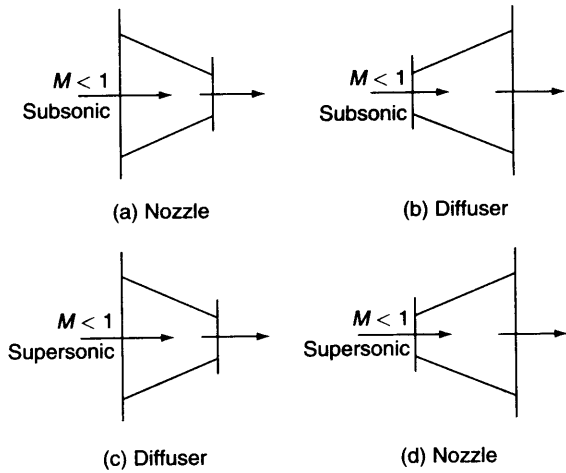 M < 1
Subsonic
(a) Nozzle
M < 1
Subsonic
(b) Diffuser
M < 1
Supersonic
(c) Diffuser
M < 1
Supersonic
(d) Nozzle